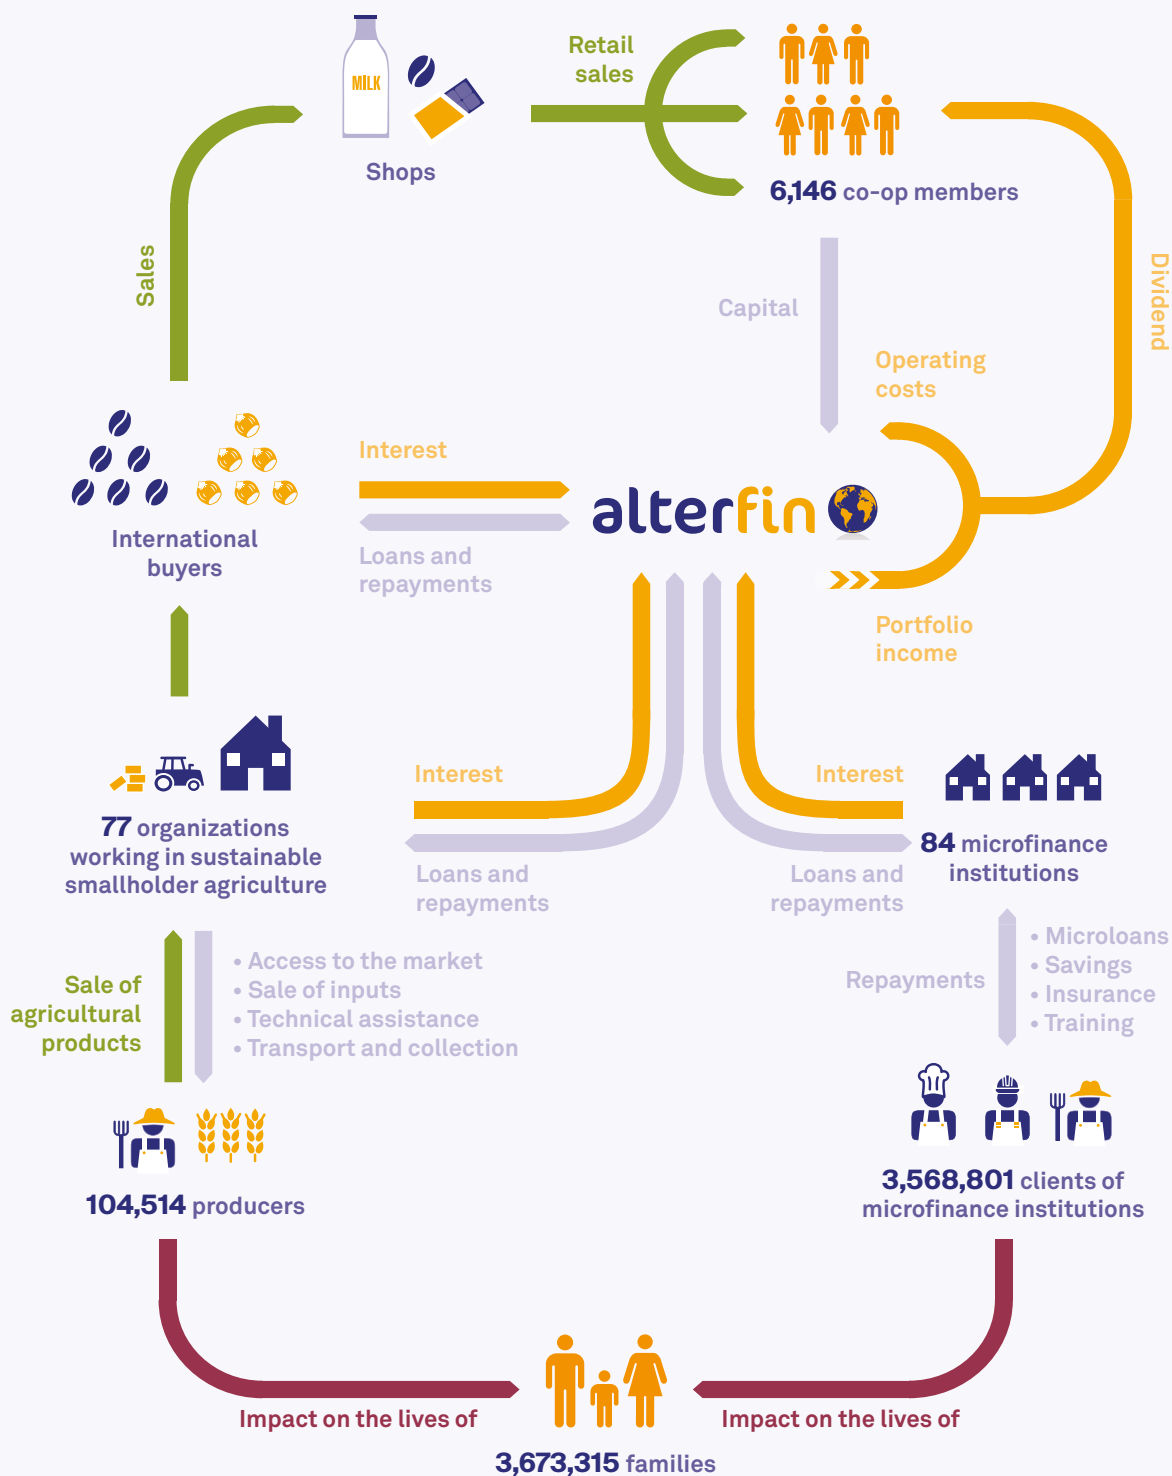 MILK
Shops
Retail
sales
6,146 co-op members
Sales
Capital
Dividend
Operating
costs
International
buyers
Interest
Loans and
repayments
alterfin
Portfolio
income
77 organizations
working in sustainable
smallholder agriculture
Interest
Loans and
repayments
Interest
Loans and
repayments
84 microfinance
institutions
Sale of
agricultural
products
• Access to the market
• Sale of inputs
• Technical assistance
• Transport and collection
Repayments
• Microloans
• Savings
• Insurance
• Training
104,514 producers
3,568,801 clients of
microfinance institutions
Impact on the lives of
Impact on the lives of
3,673,315 families